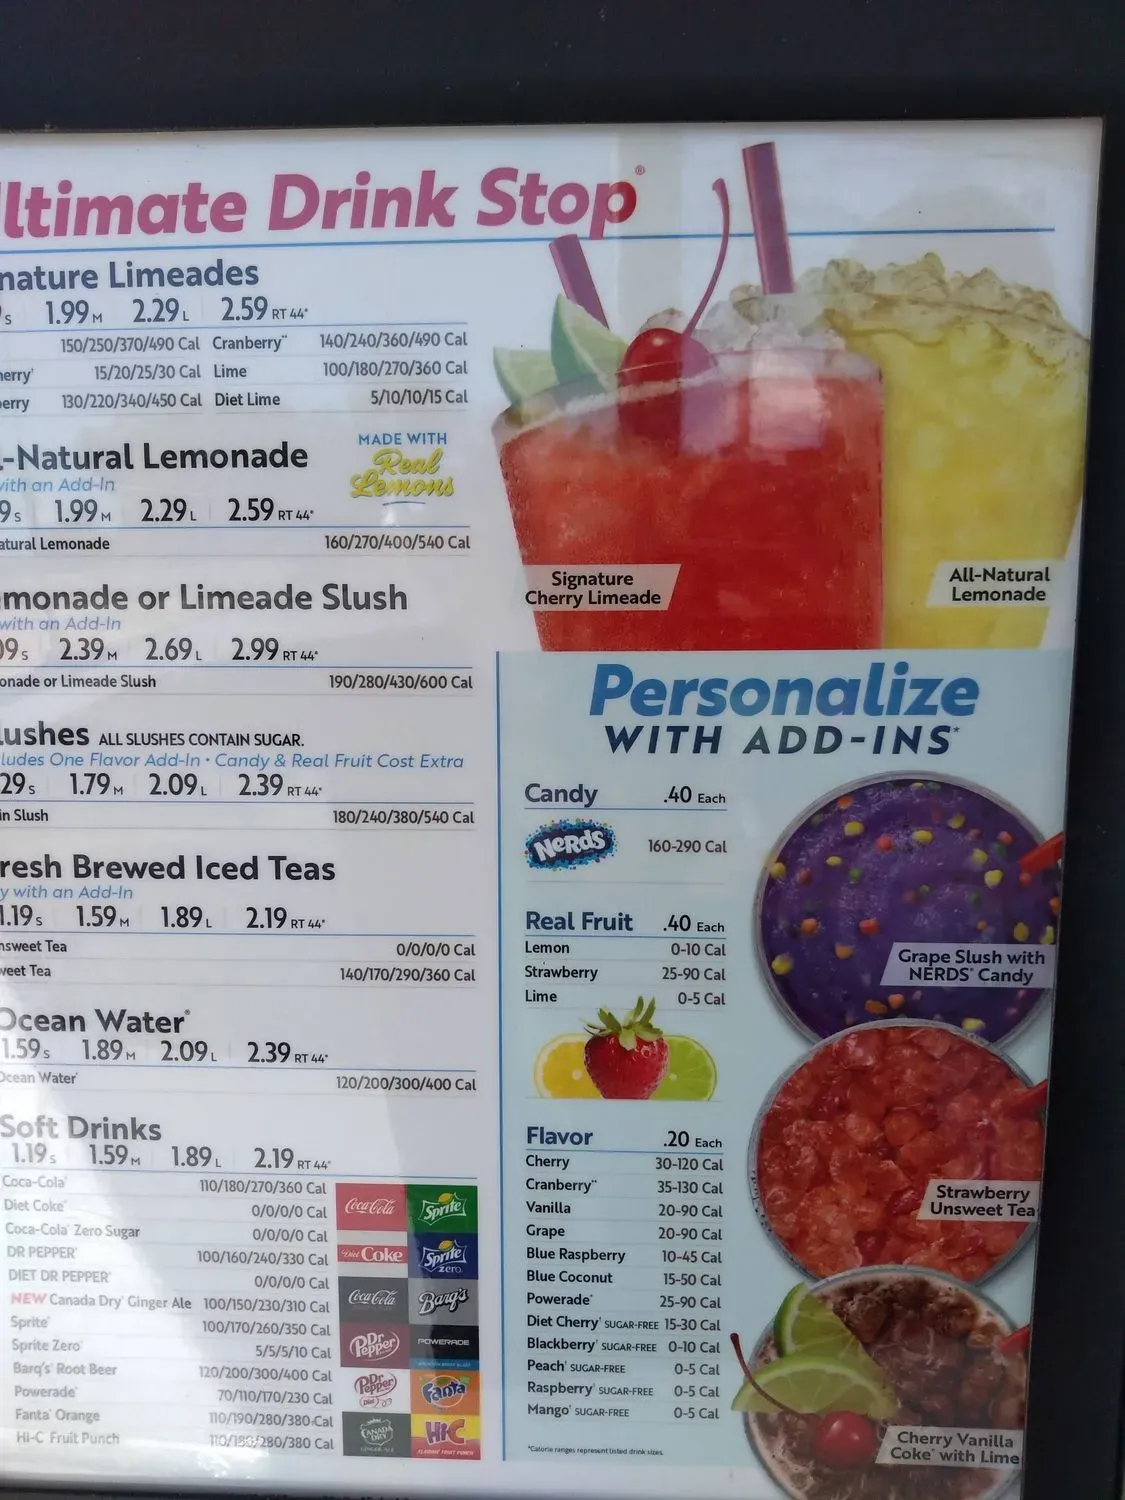 ltimate Drink Stop®
nature Limeades
s 1.99 M 2.29 L 2.59 RT 44*
150/250/370/490 Cal Cranberry** 140/240/360/490 Cal
erry† 15/20/25/30 Cal Lime 100/180/270/360 Cal
erry 130/220/340/450 Cal Diet Lime 5/10/10/15 Cal
-Natural Lemonade
MADE WITH
Real
Lemons
with an Add-In
9 s 1.99 M 2.29 L 2.59 RT 44*
atural Lemonade 160/270/400/540 Cal
monade or Limeade Slush
with an Add-In
09 s 2.39 M 2.69 L 2.99 RT 44*
onade or Limeade Slush 190/280/430/600 Cal
lushes ALL SLUSHES CONTAIN SUGAR.
ludes One Flavor Add-In • Candy & Real Fruit Cost Extra
29 s 1.79 M 2.09 L 2.39 RT 44*
in Slush 180/240/380/540 Cal
resh Brewed Iced Teas
y with an Add-In
1.19 s 1.59 M 1.89 L 2.19 RT 44*
nsweet Tea 0/0/0/0 Cal
weet Tea 140/170/290/360 Cal
Ocean Water®
1.59 s 1.89 M 2.09 L 2.39 RT 44*
Ocean Water® 120/200/300/400 Cal
Soft Drinks
1.19 s 1.59 M 1.89 L 2.19 RT 44*
Coca-Cola® 110/180/270/360 Cal
Diet Coke® 0/0/0/0 Cal
Coca-Cola® Zero Sugar 0/0/0/0 Cal
DR PEPPER® 100/160/240/330 Cal
DIET DR PEPPER® 0/0/0/0 Cal
NEW Canada Dry® Ginger Ale 100/150/230/310 Cal
Sprite® 100/170/260/350 Cal
Sprite Zero® 5/5/5/10 Cal
Barq's® Root Beer 120/200/300/400 Cal
Powerade® 70/110/170/230 Cal
Fanta® Orange 110/190/280/380 Cal
Hi-C® Fruit Punch 110/190/280/380 Cal
Coca-Cola
Sprite
Diet Coke
Sprite
zero
Coca-Cola
Barq's
Dr Pepper
POWERADE
Dr Pepper
Diet
Fanta
CANADA DRY
GINGER ALE
Hi-C
FLASHIN' FRUIT PUNCH
Signature
Cherry Limeade
All-Natural
Lemonade
Personalize
WITH ADD-INS*
Candy .40 Each
NeRds 160-290 Cal
Real Fruit .40 Each
Lemon 0-10 Cal
Strawberry 25-90 Cal
Lime 0-5 Cal
Flavor .20 Each
Cherry 30-120 Cal
Cranberry** 35-130 Cal
Vanilla 20-90 Cal
Grape 20-90 Cal
Blue Raspberry 10-45 Cal
Blue Coconut 15-50 Cal
Powerade® 25-90 Cal
Diet Cherry† SUGAR-FREE 15-30 Cal
Blackberry† SUGAR-FREE 0-10 Cal
Peach† SUGAR-FREE 0-5 Cal
Raspberry† SUGAR-FREE 0-5 Cal
Mango† SUGAR-FREE 0-5 Cal
*Calorie ranges represent listed drink sizes.
Grape Slush with
NERDS® Candy
Strawberry
Unsweet Tea
Cherry Vanilla
Coke® with Lime